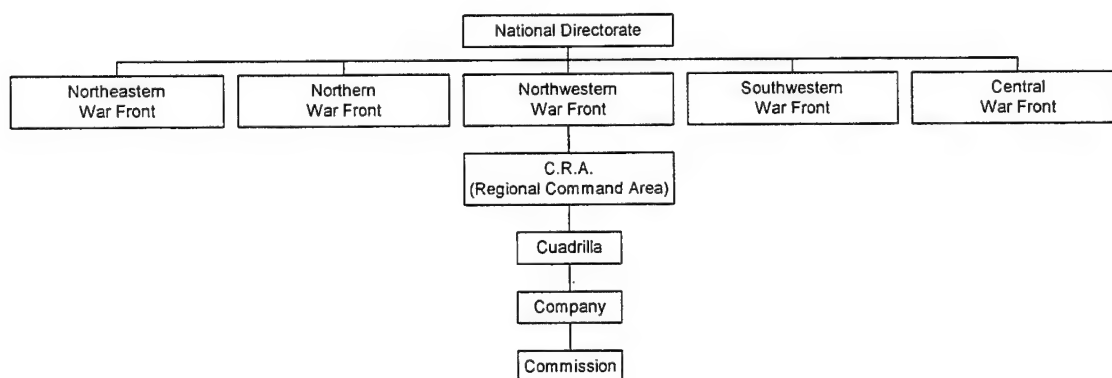 National Directorate
Northeastern
War Front
Northern
War Front
Northwestern
War Front
Southwestern
War Front
Central
War Front
C.R.A.
(Regional Command Area)
Cuadrilla
Company
Commission